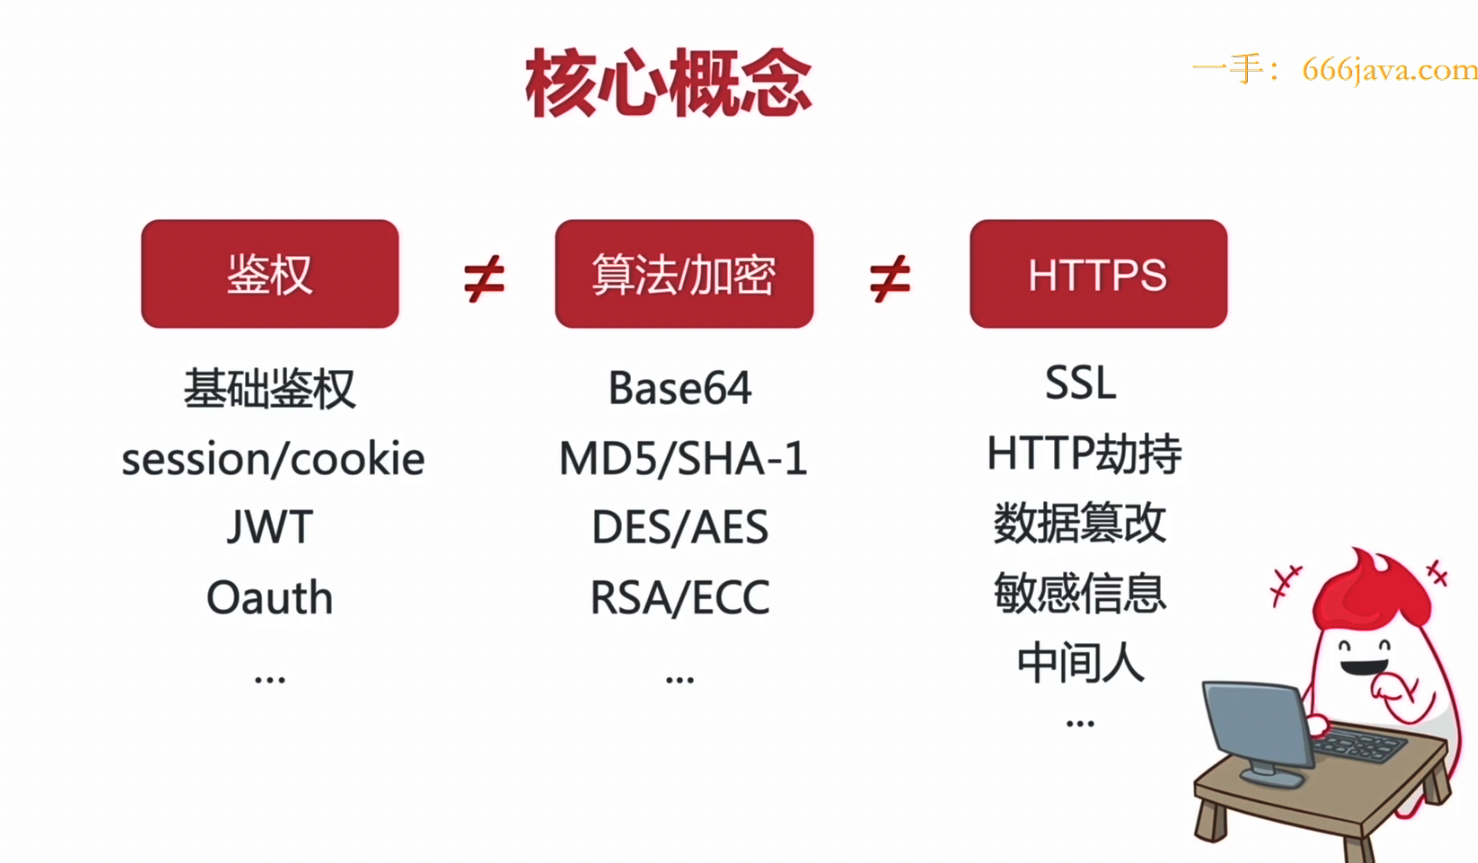 核心概念
一手：666java.com
鉴权 ≠ 算法/加密 ≠ HTTPS
基础鉴权
session/cookie
JWT
Oauth
...
Base64
MD5/SHA-1
DES/AES
RSA/ECC
...
SSL
HTTP劫持
数据篡改
敏感信息
中间人
...